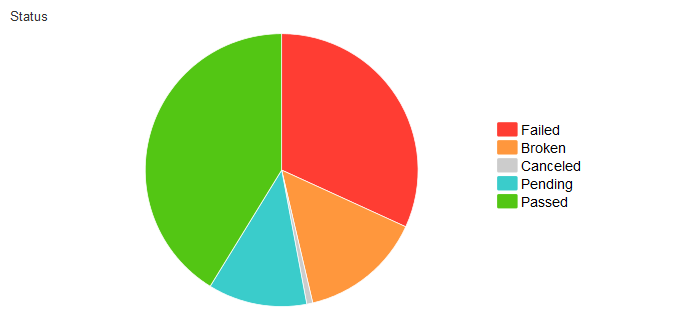 Status
Failed
Broken
Canceled
Pending
Passed